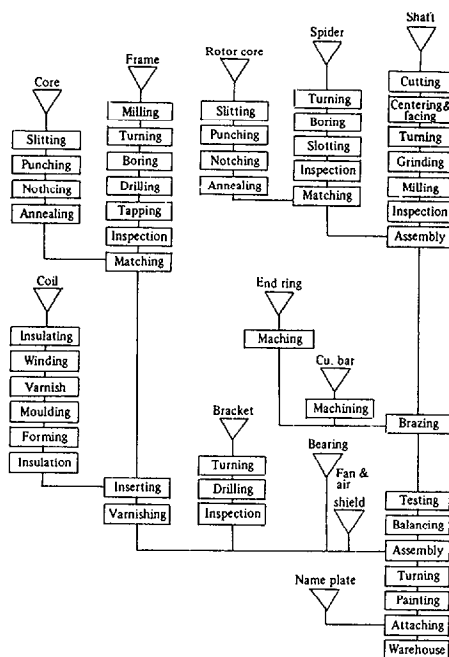 Core
Slitting
Punching
Nothcing
Annealing
Frame
Milling
Turning
Boring
Drilling
Tapping
Inspection
Matching
Rotor core
Slitting
Punching
Notching
Annealing
Spider
Turning
Boring
Slotting
Inspection
Matching
Shaft
Cutting
Centering&
facing
Turning
Grinding
Milling
Inspection
Assembly
Coil
Insulating
Winding
Varnish
Moulding
Forming
Insulation
Inserting
Varnishing
End ring
Maching
Cu. bar
Machining
Brazing
Bracket
Turning
Drilling
Inspection
Bearing
Fan &
air
shield
Testing
Balancing
Assembly
Turning
Painting
Name plate
Attaching
Warehouse